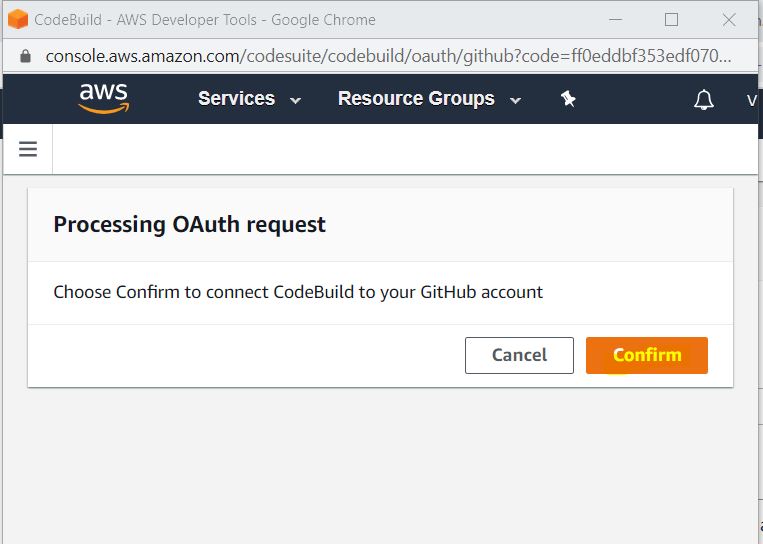 CodeBuild - AWS Developer Tools - Google Chrome
console.aws.amazon.com/codesuite/codebuild/oauth/github?code=ff0eddbf353edf070...
aws Services Resource Groups V
Processing OAuth request
Choose Confirm to connect CodeBuild to your GitHub account
Cancel Confirm